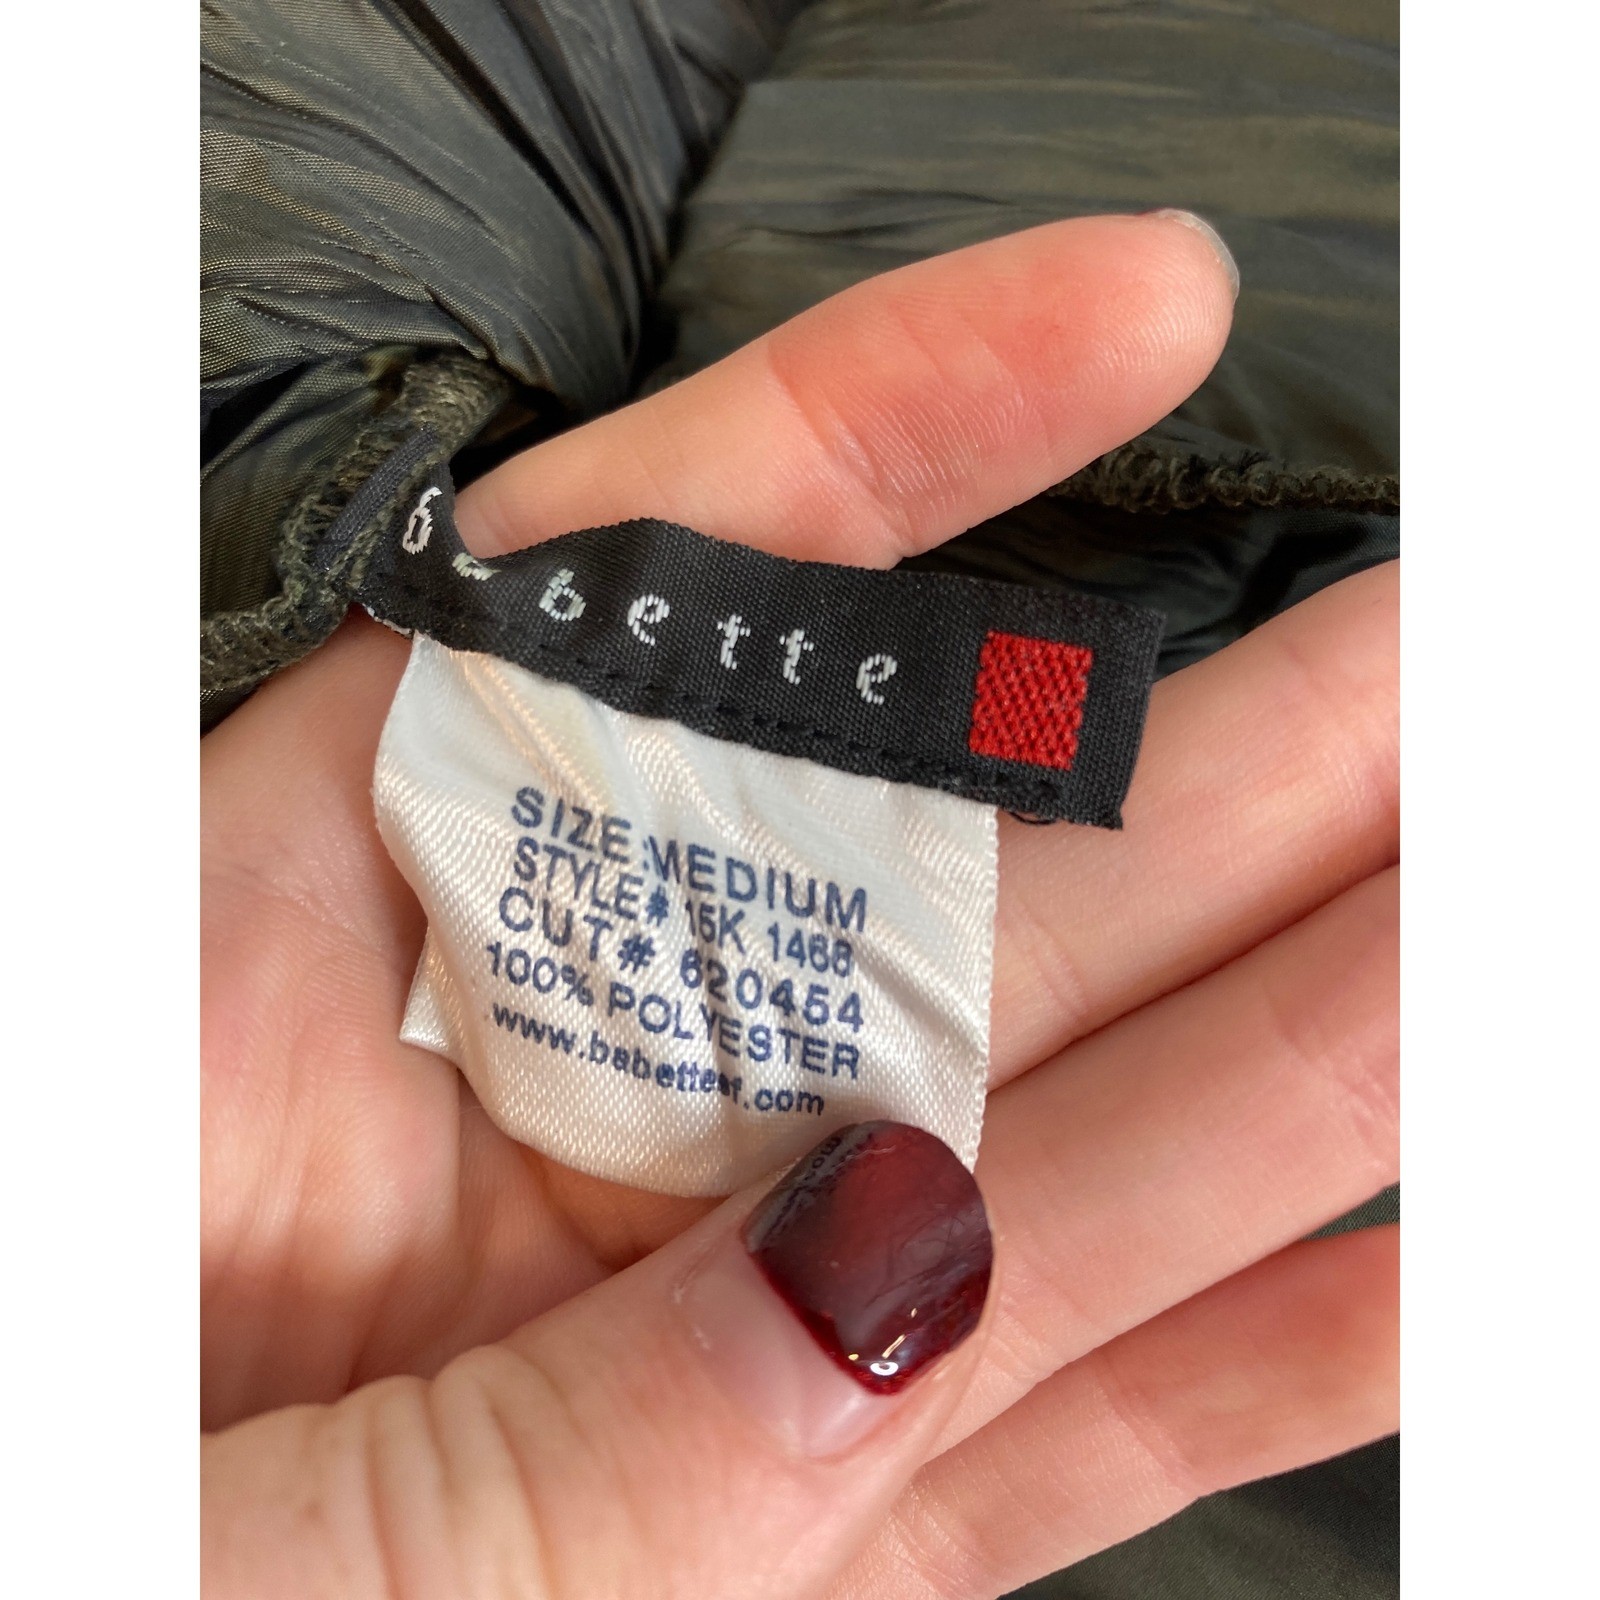 babette
SIZE:MEDIUM
STYLE# 15K 1468
CUT# 620454
100% POLYESTER
www.babettesf.com